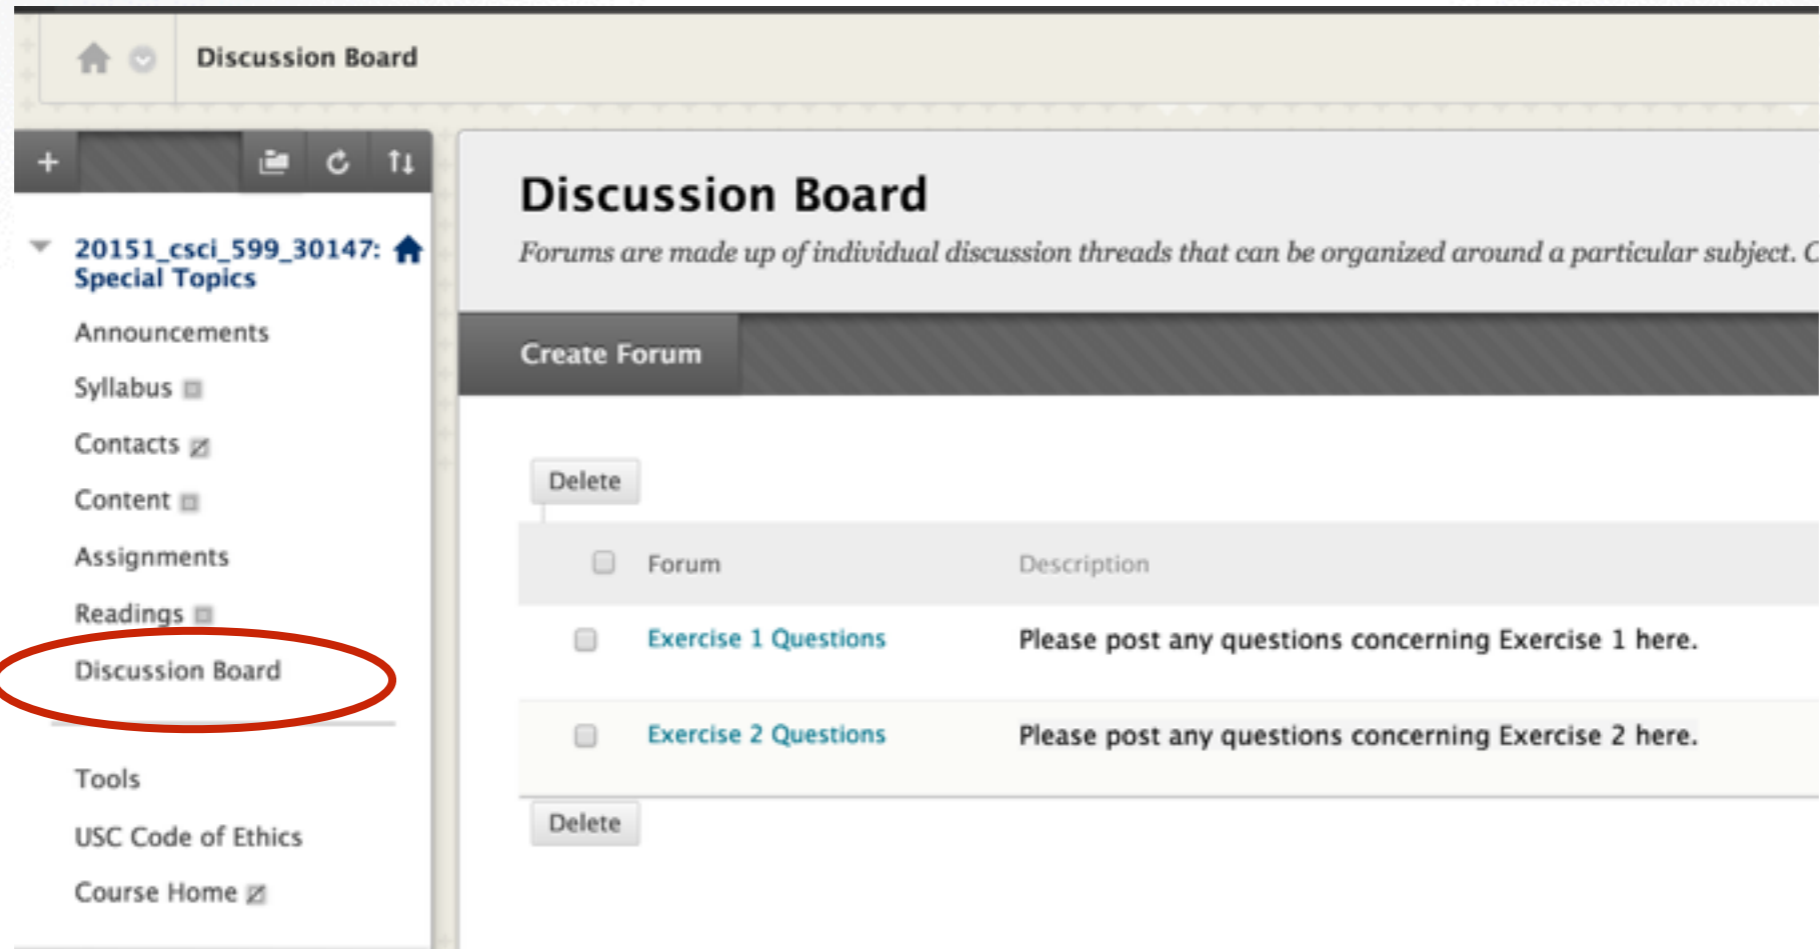 Discussion Board
20151_csci_599_30147:
Special Topics
Announcements
Syllabus
Contacts
Content
Assignments
Readings
Discussion Board
Tools
USC Code of Ethics
Course Home
Discussion Board
Forums are made up of individual discussion threads that can be organized around a particular subject. C
Create Forum
Delete
Forum Description
Exercise 1 Questions Please post any questions concerning Exercise 1 here.
Exercise 2 Questions Please post any questions concerning Exercise 2 here.
Delete